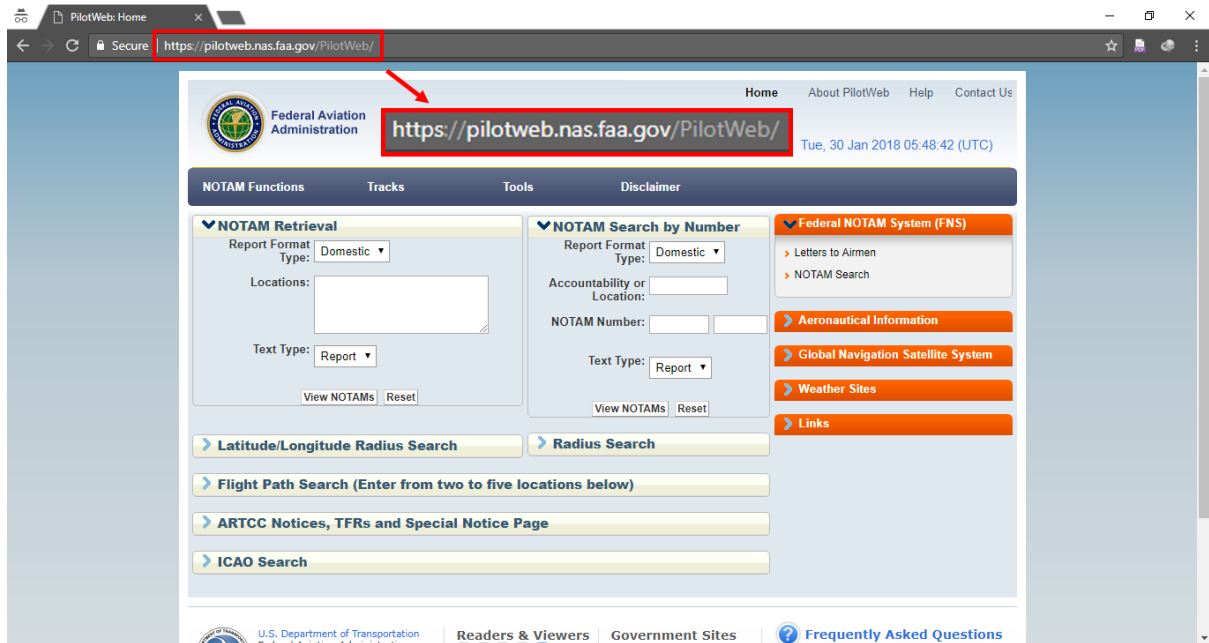 PilotWeb: Home
Secure https://pilotweb.nas.faa.gov/PilotWeb/
Home About PilotWeb Help Contact Us
Federal Aviation
Administration
https://pilotweb.nas.faa.gov/PilotWeb/
Tue, 30 Jan 2018 05:48:42 (UTC)
NOTAM Functions Tracks Tools Disclaimer
NOTAM Retrieval
Report Format
Type: Domestic
Locations:
Text Type: Report
View NOTAMs Reset
NOTAM Search by Number
Report Format
Type: Domestic
Accountability or
Location:
NOTAM Number:
Text Type: Report
View NOTAMs Reset
Federal NOTAM System (FNS)
Letters to Airmen
NOTAM Search
Aeronautical Information
Global Navigation Satellite System
Weather Sites
Links
Latitude/Longitude Radius Search
Radius Search
Flight Path Search (Enter from two to five locations below)
ARTCC Notices, TFRs and Special Notice Page
ICAO Search
U.S. Department of Transportation
Readers & Viewers
Government Sites
Frequently Asked Questions